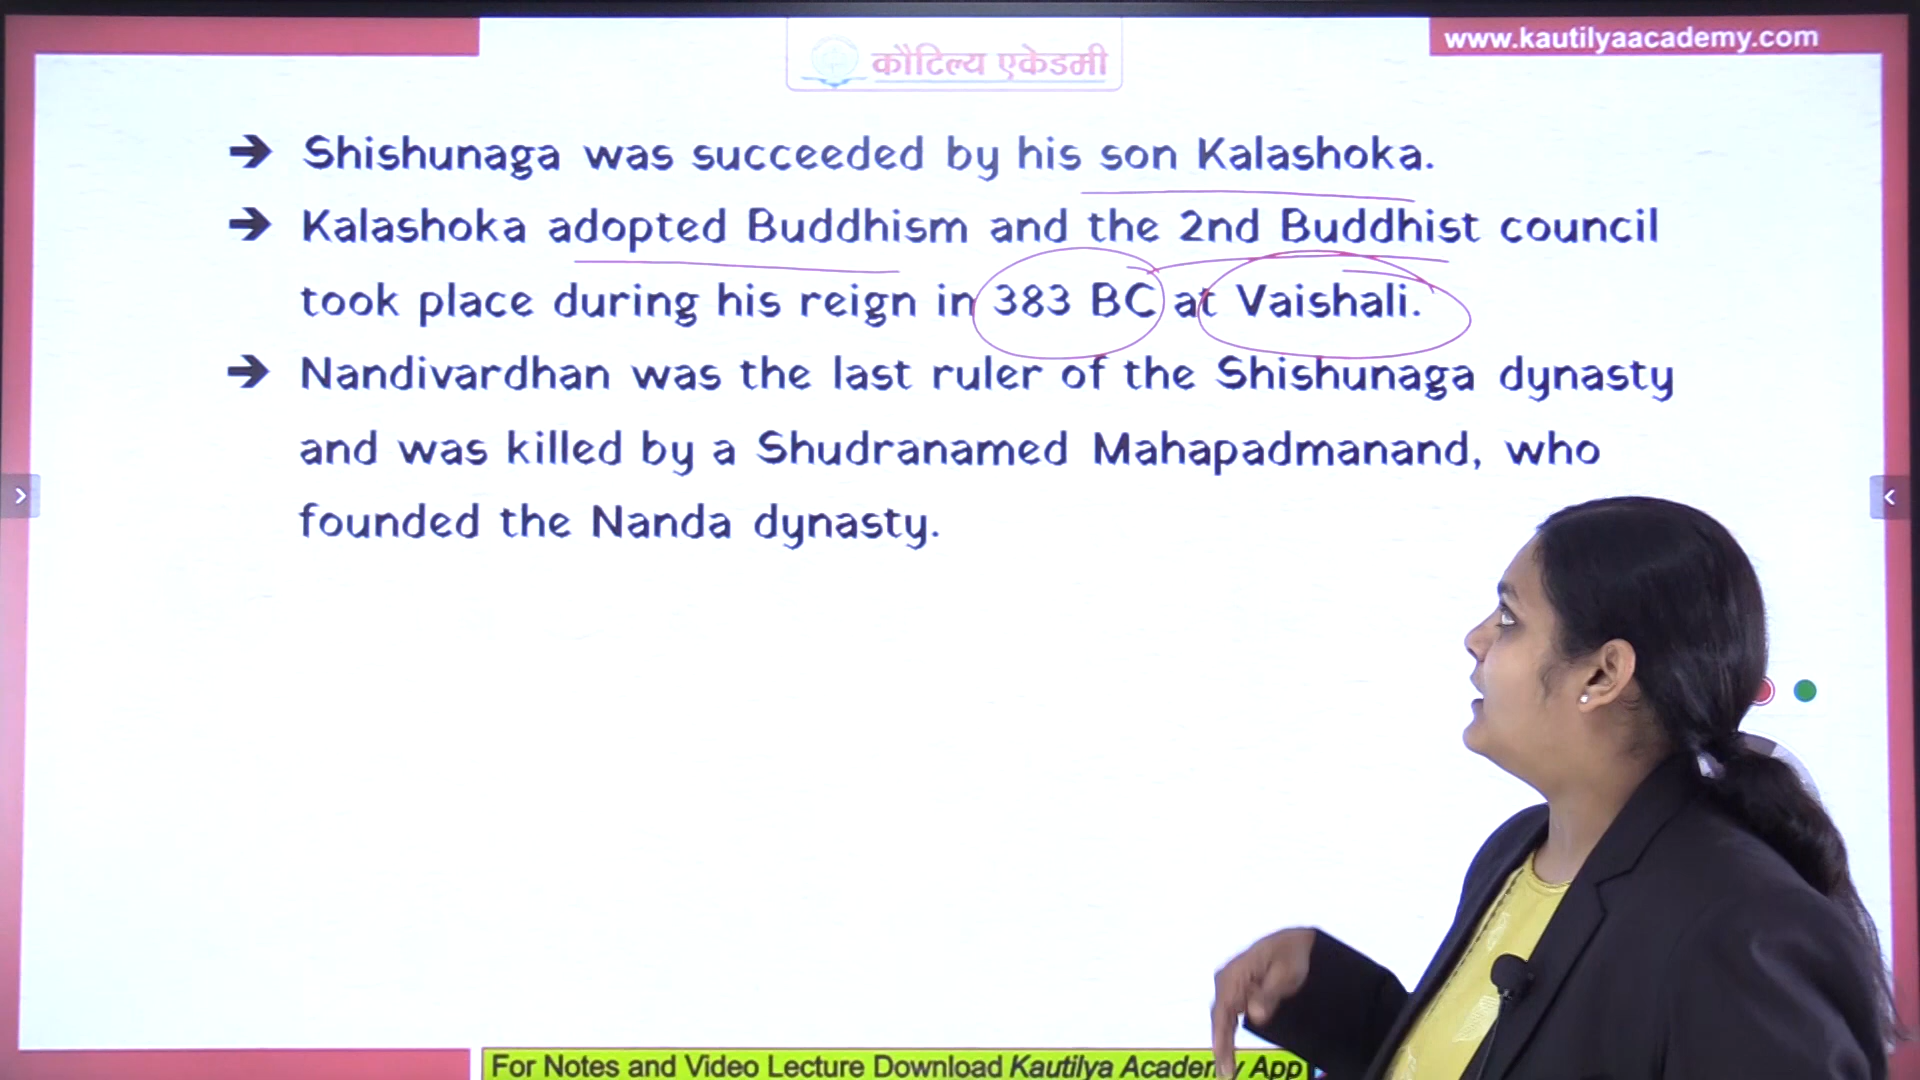 www.kautilyaacademy.com
कौटिल्य एकेडमी
➔ Shishunaga was succeeded by his son Kalashoka.
➔ Kalashoka adopted Buddhism and the 2nd Buddhist council
took place during his reign in 383 BC at Vaishali.
➔ Nandivardhan was the last ruler of the Shishunaga dynasty
and was killed by a Shudranamed Mahapadmanand, who
founded the Nanda dynasty.
For Notes and Video Lecture Download Kautilya Academy App